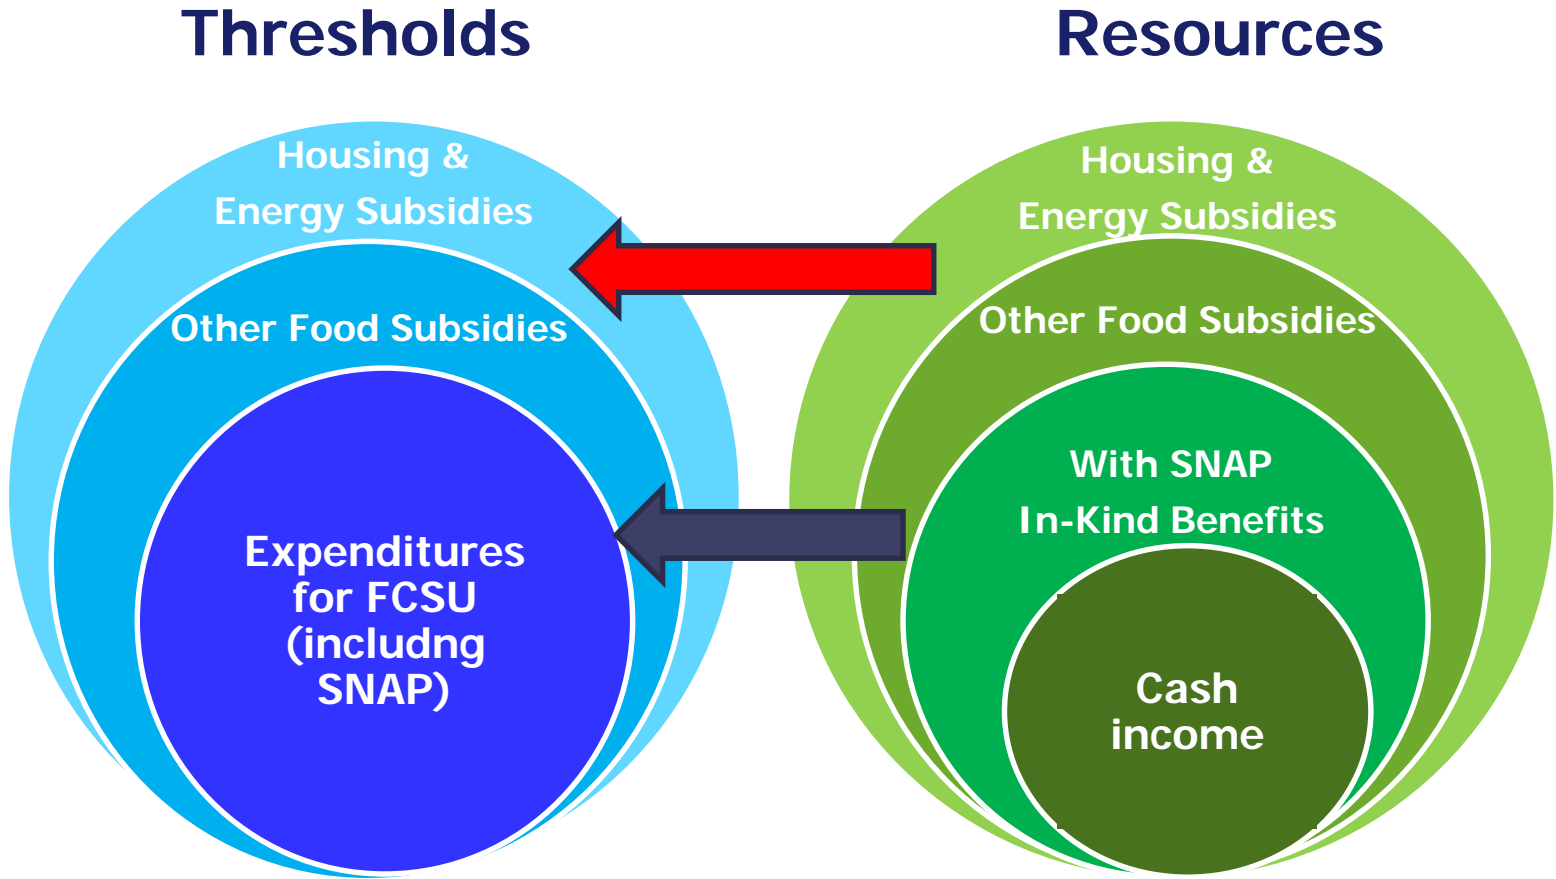 Thresholds
Resources
Housing &
Energy Subsidies
Other Food Subsidies
Expenditures
for FCSU
(includng
SNAP)
Housing &
Energy Subsidies
Other Food Subsidies
With SNAP
In-Kind Benefits
Cash
income